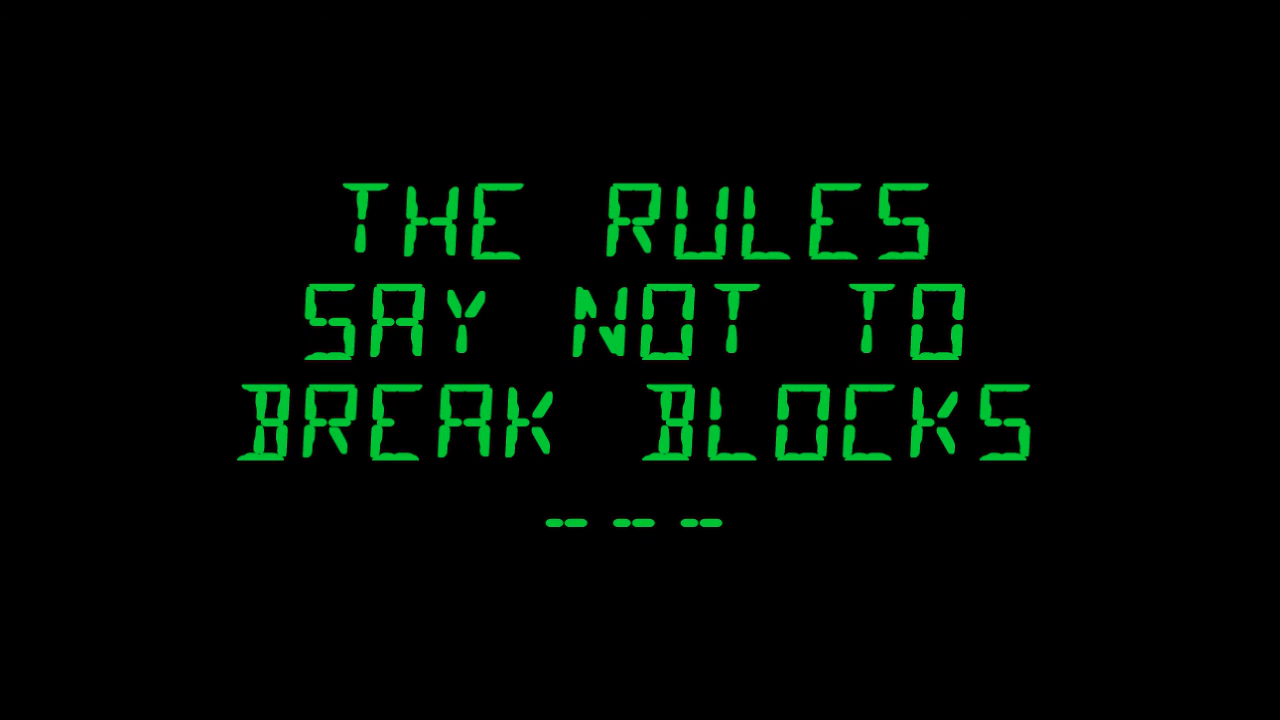 THE RULES
SAY NOT TO
BREAK BLOCKS
---